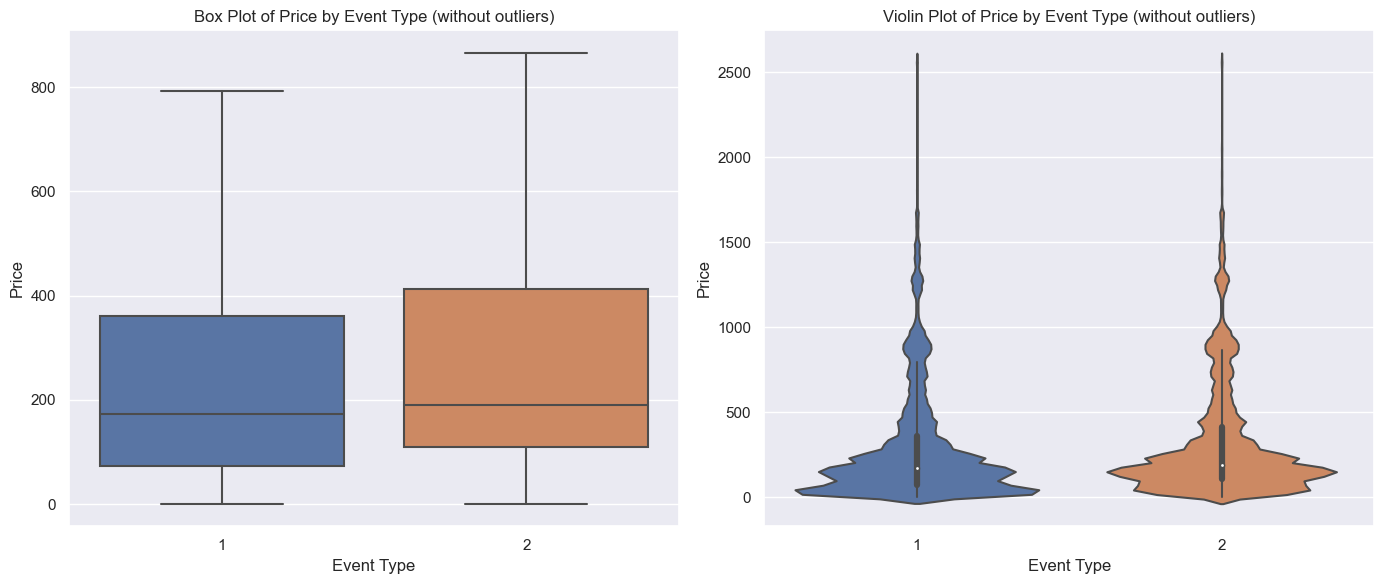 Box Plot of Price by Event Type (without outliers)
800
600
400
200
0
Price
1
2
Event Type
Violin Plot of Price by Event Type (without outliers)
2500
2000
1500
1000
500
0
Price
1
2
Event Type